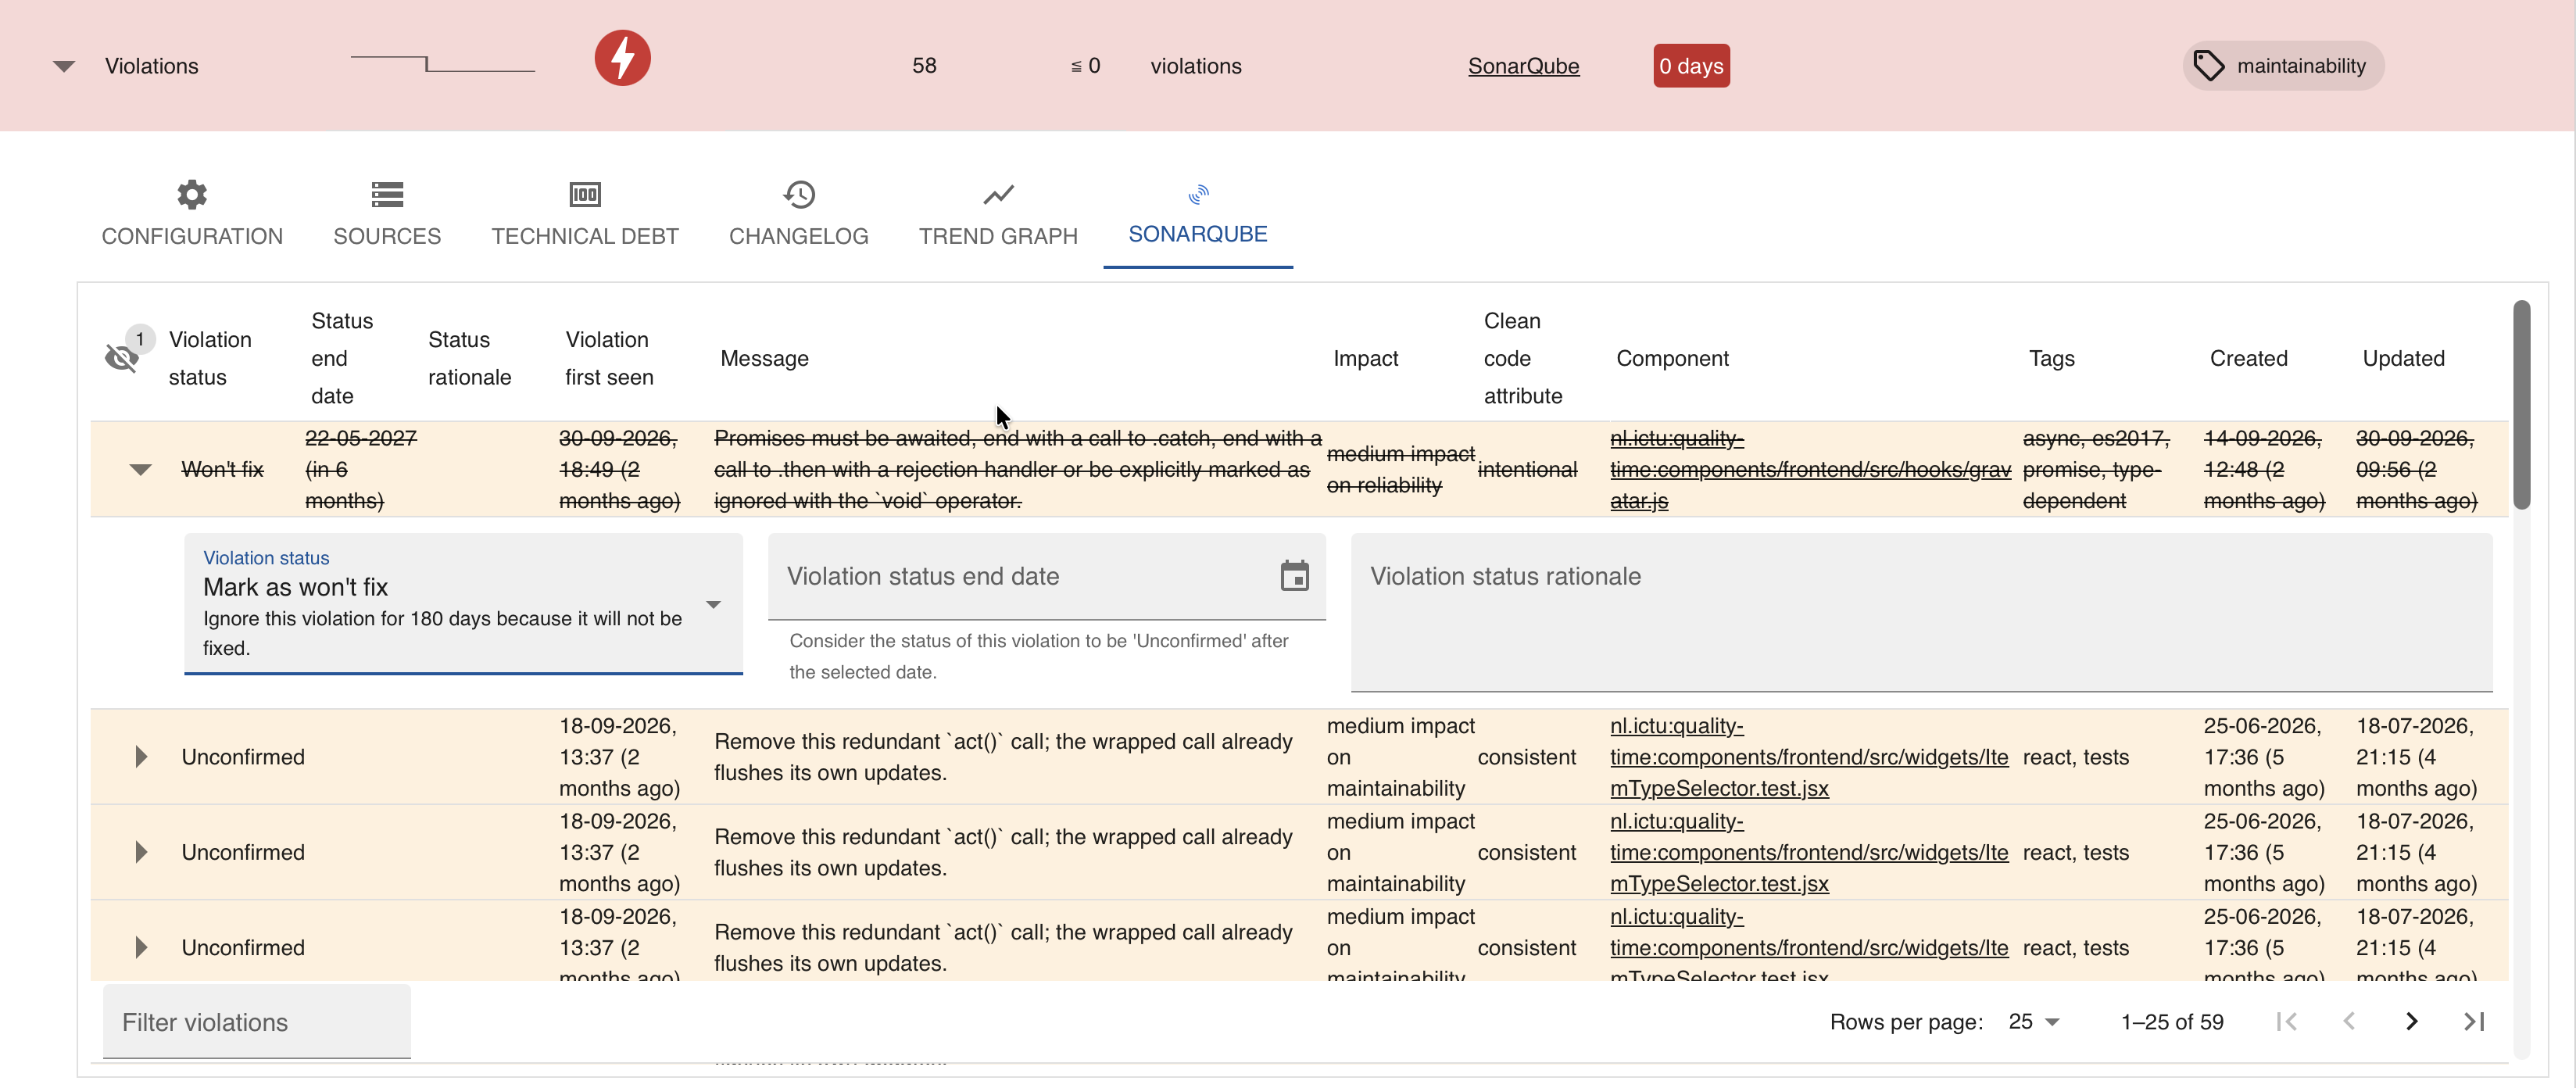 Violations 58 ≦ 0 violations SonarQube 0 days maintainability
CONFIGURATION SOURCES TECHNICAL DEBT CHANGELOG TREND GRAPH SONARQUBE
1
Violation
status
Status
end
date
Status
rationale
Violation
first seen
Message
Impact
Clean
code
attribute
Component
Tags
Created
Updated
Won't fix
22-05-2027
(in 6
months)
30-09-2026,
18:49 (2
months ago)
Promises must be awaited, end with a call to .catch, end with a
call to .then with a rejection handler or be explicitly marked as
ignored with the `void` operator.
medium impact
on reliability
intentional
nl.ictu:quality-
time:components/frontend/src/hooks/grav
atar.js
async, es2017,
promise, type-
dependent
14-09-2026,
12:48 (2
months ago)
30-09-2026,
09:56 (2
months ago)
Violation status
Mark as won't fix
Ignore this violation for 180 days because it will not be
fixed.
Violation status end date
Consider the status of this violation to be 'Unconfirmed' after
the selected date.
Violation status rationale
Unconfirmed
18-09-2026,
13:37 (2
months ago)
Remove this redundant `act()` call; the wrapped call already
flushes its own updates.
medium impact
on
maintainability
consistent
nl.ictu:quality-
time:components/frontend/src/widgets/Ite
mTypeSelector.test.jsx
react, tests
25-06-2026,
17:36 (5
months ago)
18-07-2026,
21:15 (4
months ago)
Unconfirmed
18-09-2026,
13:37 (2
months ago)
Remove this redundant `act()` call; the wrapped call already
flushes its own updates.
medium impact
on
maintainability
consistent
nl.ictu:quality-
time:components/frontend/src/widgets/Ite
mTypeSelector.test.jsx
react, tests
25-06-2026,
17:36 (5
months ago)
18-07-2026,
21:15 (4
months ago)
Unconfirmed
18-09-2026,
13:37 (2
months ago)
Remove this redundant `act()` call; the wrapped call already
flushes its own updates.
medium impact
on
maintainability
consistent
nl.ictu:quality-
time:components/frontend/src/widgets/Ite
mTypeSelector.test.jsx
react, tests
25-06-2026,
17:36 (5
months ago)
18-07-2026,
21:15 (4
months ago)
Filter violations
Rows per page: 25 1–25 of 59